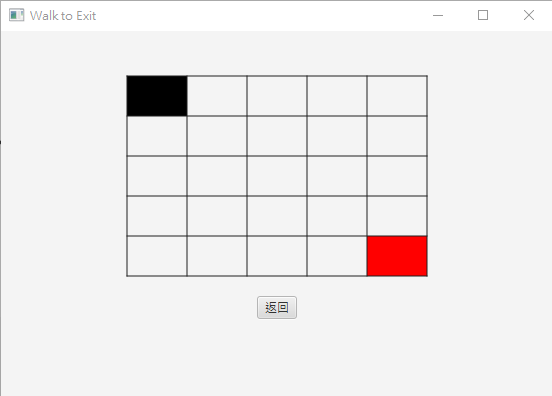 Walk to Exit
返回